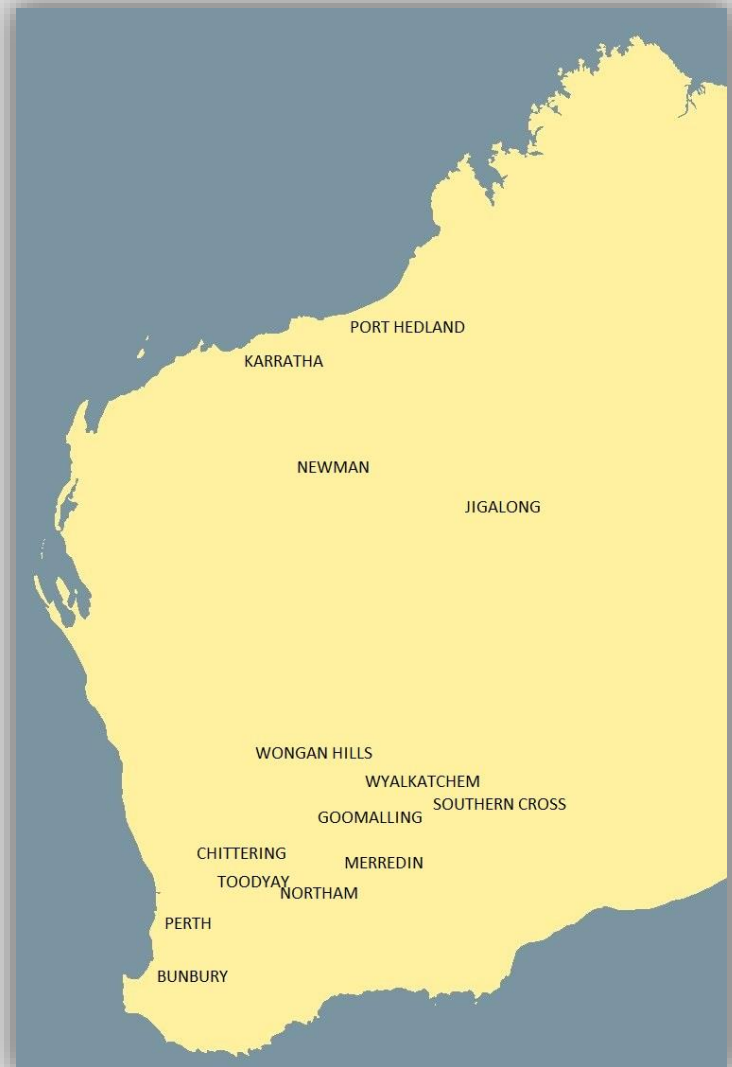 PORT HEDLAND
KARRATHA
NEWMAN
JIGALONG
WONGAN HILLS
WYALKATCHEM
SOUTHERN CROSS
GOOMALLING
CHITTERING
MERREDIN
TOODYAY
NORTHAM
PERTH
BUNBURY